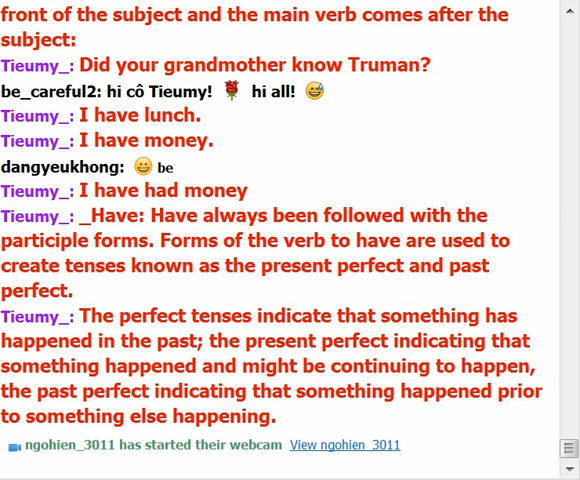 front of the subject and the main verb comes after the
subject:
Tieumy_: Did your grandmother know Truman?
be_careful2: hi cô Tieumy! 🌹 hi all! 😅
Tieumy_: I have lunch.
Tieumy_: I have money.
dangyeukhong: 😀 be
Tieumy_: I have had money
Tieumy_: _Have: Have always been followed with the
participle forms. Forms of the verb to have are used to
create tenses known as the present perfect and past
perfect.
Tieumy_: The perfect tenses indicate that something has
happened in the past; the present perfect indicating that
something happened and might be continuing to happen,
the past perfect indicating that something happened prior
to something else happening.
ngohien_3011 has started their webcam View ngohien_3011